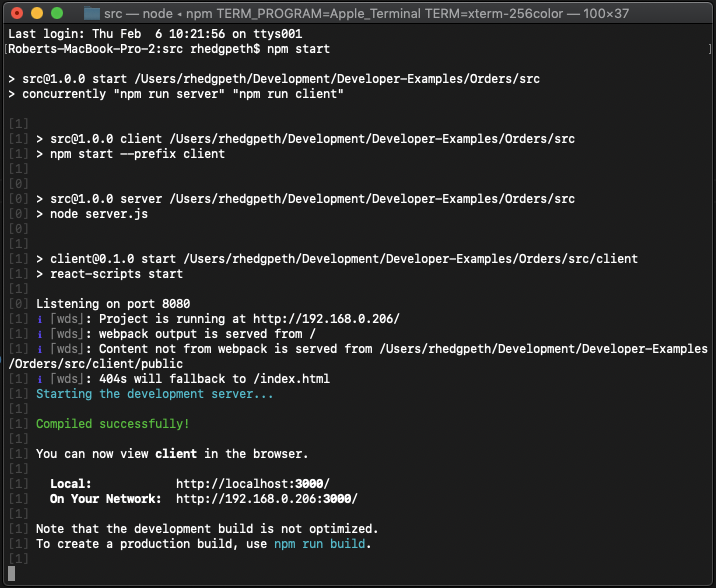 src — node ◂ npm TERM_PROGRAM=Apple_Terminal TERM=xterm-256color — 100×37
Last login: Thu Feb  6 10:21:56 on ttys001
[Roberts-MacBook-Pro-2:src rhedgpeth$ npm start ]
> src@1.0.0 start /Users/rhedgpeth/Development/Developer-Examples/Orders/src
> concurrently "npm run server" "npm run client"
[1]
[1] > src@1.0.0 client /Users/rhedgpeth/Development/Developer-Examples/Orders/src
[1] > npm start --prefix client
[1]
[0]
[0] > src@1.0.0 server /Users/rhedgpeth/Development/Developer-Examples/Orders/src
[0] > node server.js
[0]
[1]
[1] > client@0.1.0 start /Users/rhedgpeth/Development/Developer-Examples/Orders/src/client
[1] > react-scripts start
[1]
[0] Listening on port 8080
[1] ℹ ｢wds｣: Project is running at http://192.168.0.206/
[1] ℹ ｢wds｣: webpack output is served from /
[1] ℹ ｢wds｣: Content not from webpack is served from /Users/rhedgpeth/Development/Developer-Examples
/Orders/src/client/public
[1] ℹ ｢wds｣: 404s will fallback to /index.html
[1] Starting the development server...
[1]
[1] Compiled successfully!
[1]
[1] You can now view client in the browser.
[1]
[1]   Local:            http://localhost:3000/
[1]   On Your Network:  http://192.168.0.206:3000/
[1]
[1] Note that the development build is not optimized.
[1] To create a production build, use npm run build.
[1]